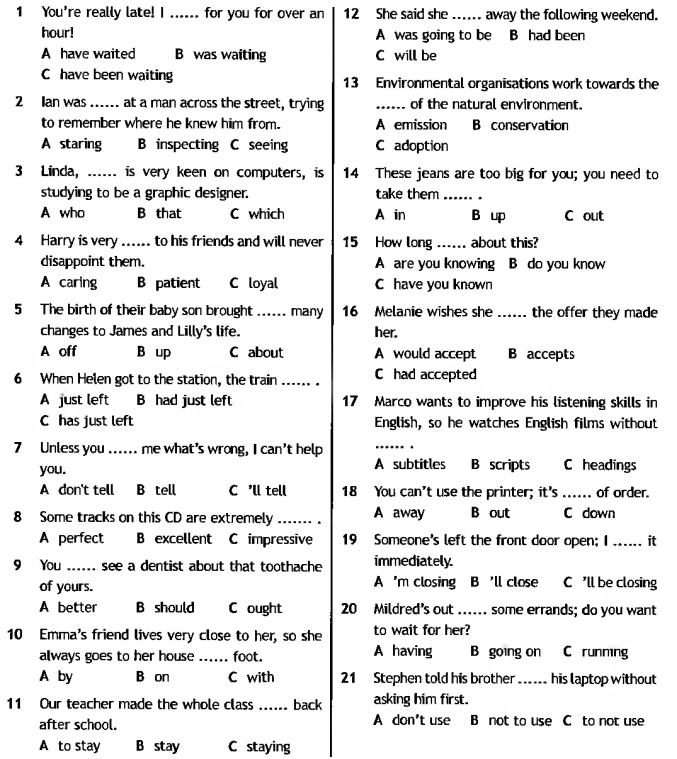 1 You're really late! I ...... for you for over an
hour!
A have waited B was waiting
C have been waiting
2 Ian was ...... at a man across the street, trying
to remember where he knew him from.
A staring B inspecting C seeing
3 Linda, ...... is very keen on computers, is
studying to be a graphic designer.
A who B that C which
4 Harry is very ...... to his friends and will never
disappoint them.
A caring B patient C loyal
5 The birth of their baby son brought ...... many
changes to James and Lilly's life.
A off B up C about
6 When Helen got to the station, the train ...... .
A just left B had just left
C has just left
7 Unless you ...... me what's wrong, I can't help
you.
A don't tell B tell C 'll tell
8 Some tracks on this CD are extremely ....... .
A perfect B excellent C impressive
9 You ...... see a dentist about that toothache
of yours.
A better B should C ought
10 Emma's friend lives very close to her, so she
always goes to her house ...... foot.
A by B on C with
11 Our teacher made the whole class ...... back
after school.
A to stay B stay C staying
12 She said she ...... away the following weekend.
A was going to be B had been
C will be
13 Environmental organisations work towards the
...... of the natural environment.
A emission B conservation
C adoption
14 These jeans are too big for you; you need to
take them ...... .
A in B up C out
15 How long ...... about this?
A are you knowing B do you know
C have you known
16 Melanie wishes she ...... the offer they made
her.
A would accept B accepts
C had accepted
17 Marco wants to improve his listening skills in
English, so he watches English films without
...... .
A subtitles B scripts C headings
18 You can't use the printer; it's ...... of order.
A away B out C down
19 Someone's left the front door open; I ...... it
immediately.
A 'm closing B 'll close C 'll be closing
20 Mildred's out ...... some errands; do you want
to wait for her?
A having B going on C running
21 Stephen told his brother ...... his laptop without
asking him first.
A don't use B not to use C to not use